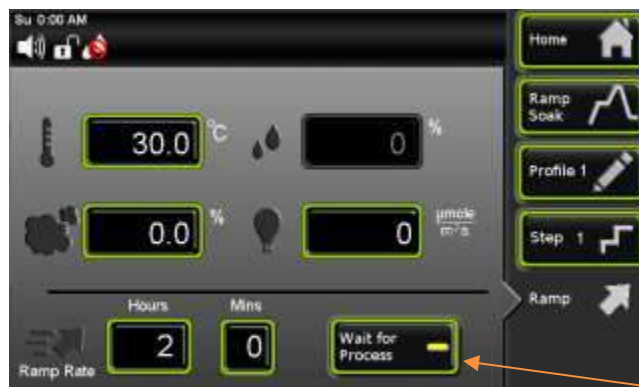 Su 0:00 AM
Home
Ramp
Soak
30.0 °C
0 %
Profile 1
0.0 %
0 µmole
m²s
Step 1
Hours
Mins
Ramp
Ramp Rate
2
0
Wait for
Process